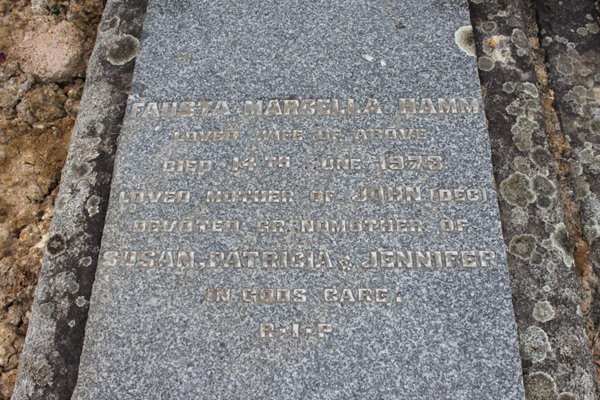 FAUSTA MARCELLA HAMM
LOVED WIFE OF ABOVE
DIED 14TH JUNE 1973
LOVED MOTHER OF JOHN (DEC)
DEVOTED GRANDMOTHER OF
SUSAN, PATRICIA & JENNIFER
IN GODS CARE.
R-I-P